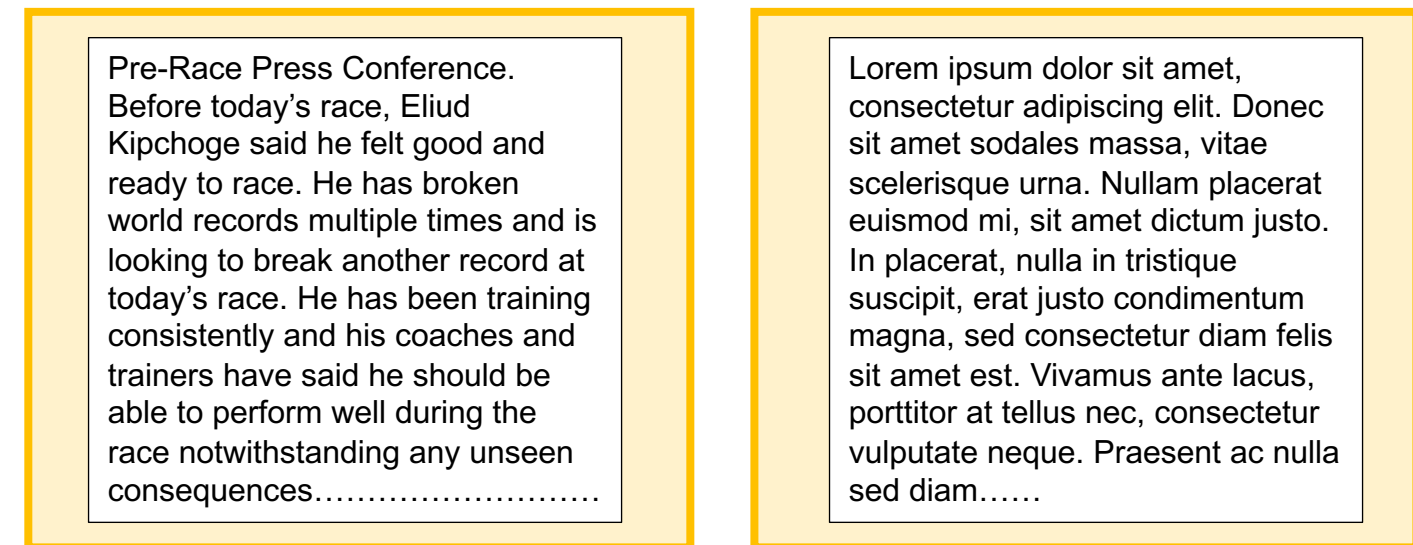 Pre-Race Press Conference.
Before today’s race, Eliud
Kipchoge said he felt good and
ready to race. He has broken
world records multiple times and is
looking to break another record at
today’s race. He has been training
consistently and his coaches and
trainers have said he should be
able to perform well during the
race notwithstanding any unseen
consequences………………………
Lorem ipsum dolor sit amet,
consectetur adipiscing elit. Donec
sit amet sodales massa, vitae
scelerisque urna. Nullam placerat
euismod mi, sit amet dictum justo.
In placerat, nulla in tristique
suscipit, erat justo condimentum
magna, sed consectetur diam felis
sit amet est. Vivamus ante lacus,
porttitor at tellus nec, consectetur
vulputate neque. Praesent ac nulla
sed diam……